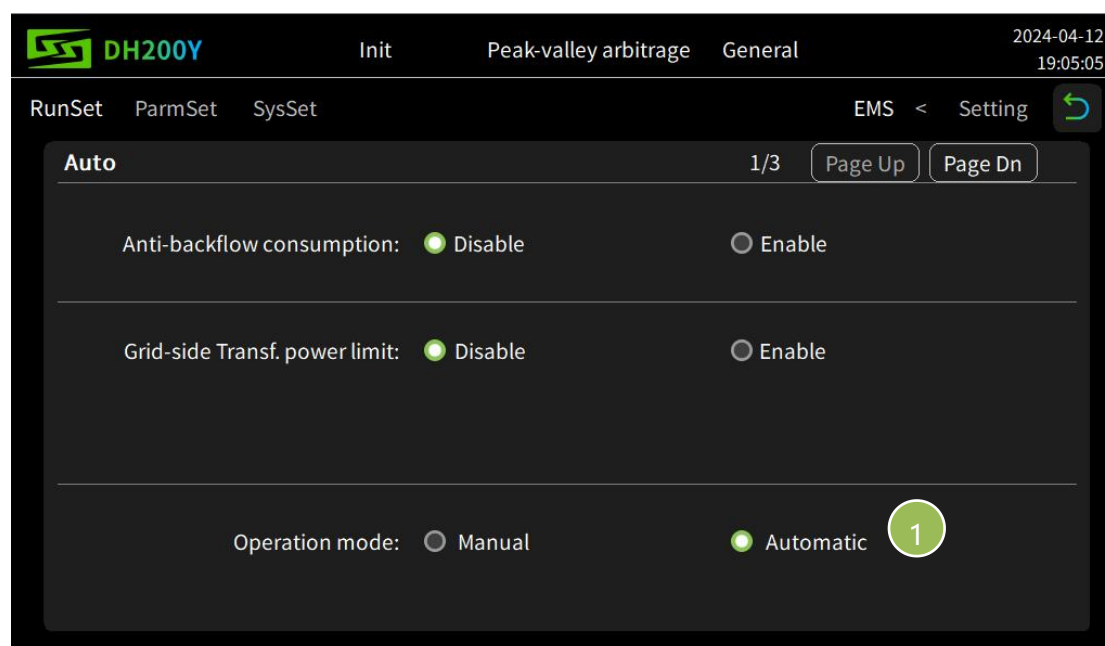 DH200Y Init Peak-valley arbitrage General 2024-04-12
19:05:05
RunSet ParmSet SysSet EMS < Setting
Auto 1/3 Page Up Page Dn
Anti-backflow consumption: Disable Enable
Grid-side Transf. power limit: Disable Enable
Operation mode: Manual Automatic 1